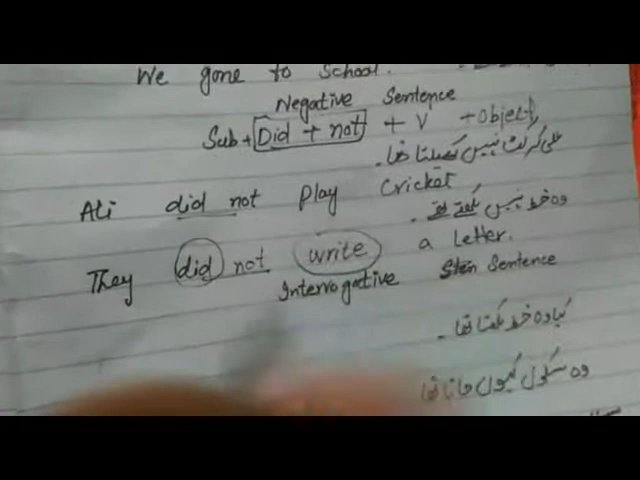 We gone to School.
Negative Sentence
Sub + Did + not + V + object
علی کرکٹ نہیں کھیلتا تھا۔
Ali did not Play Cricket
وہ خط نہیں لکھتے تھے۔
They did not write a Letter.
Interrogative Sentence
کیا وہ خط لکھتا تھا۔
وہ سکول کیوں جاتا تھا